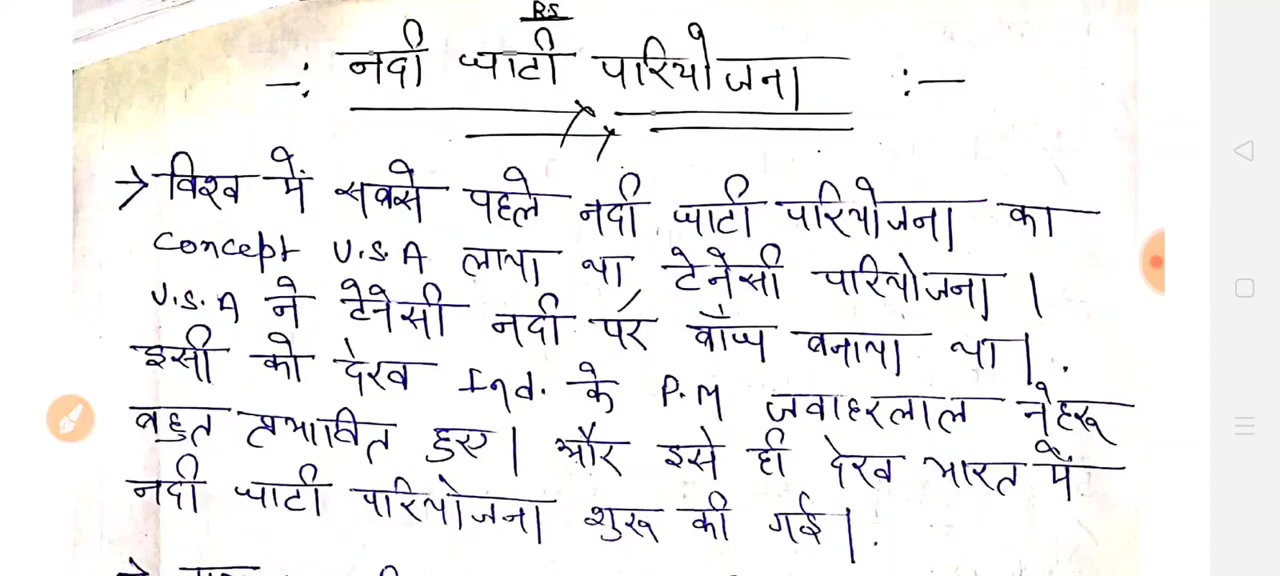 RS
-: नदी घाटी परियोजना :-
→ विश्व में सबसे पहले नदी घाटी परियोजना का
concept U.S.A लाया था, टेनेसी परियोजना।
U.S.A ने टेनेसी नदी पर बाँध बनाया था।
इसी को देख Ind. के P.M जवाहरलाल नेहरू
बहुत प्रभावित हुए। और इसे ही देख भारत में
नदी घाटी परियोजना शुरू की गई।